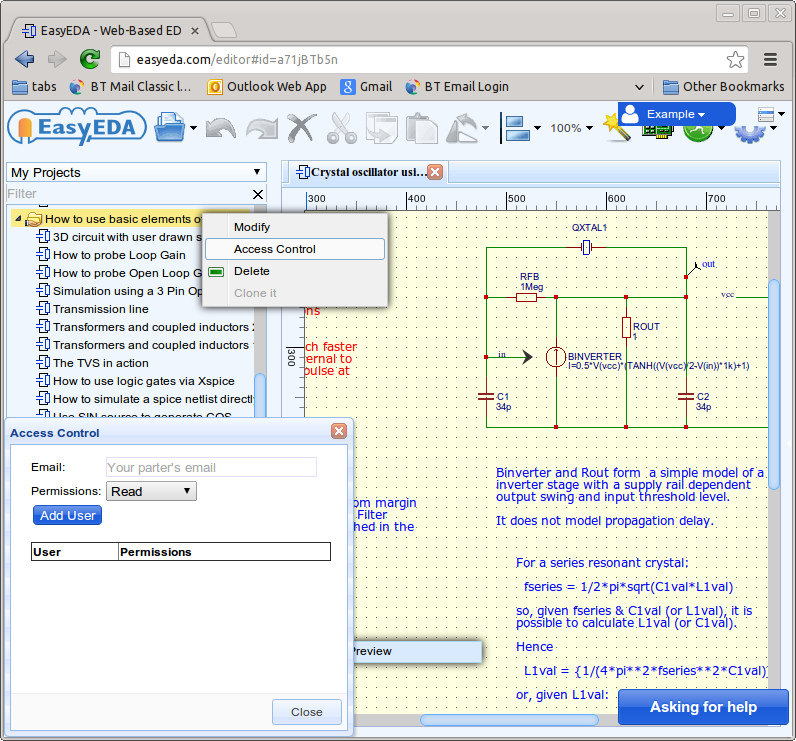 EasyEDA - Web-Based ED
easyeda.com/editor#id=a71jBTb5n
tabs
BT Mail Classic l...
Outlook Web App
Gmail
BT Email Login
Other Bookmarks
EasyEDA
100%
Example
My Projects
Crystal oscillator usi...
Filter
300
400
500
600
700
How to use basic elements o
3D circuit with user drawn s
How to probe Loop Gain
How to probe Open Loop G
Simulation using a 3 Pin Op
Transmission line
Transformers and coupled inductors 2
Transformers and coupled inductors
The TVS in action
How to use logic gates via Xspice
How to simulate a spice netlist directly
Use SIN source to generate COS
Modify
Access Control
Delete
Clone it
300
ns
ch faster
ernal to
pulse at
QXTAL1
out
RFB
1Meg
vcc
ROUT
1
in
BINVERTER
I=0.5*V(vcc)*(TANH((V(vcc)/2-V(in))*1k)+1)
C1
34p
C2
34p
Access Control
Email:
Your parter's email
Permissions:
Read
Add User
User
Permissions
Close
om margin
Filter
hed in the
Binverter and Rout form a simple model of a
inverter stage with a supply rail dependent
output swing and input threshold level.
It does not model propagation delay.
For a series resonant crystal:
fseries = 1/2*pi*sqrt(C1val*L1val)
so, given fseries & C1val (or L1val), it is
possible to calculate L1val (or C1val).
Hence
L1val = {1/(4*pi**2*fseries**2*C1val)
or, given L1val:
Preview
Asking for help